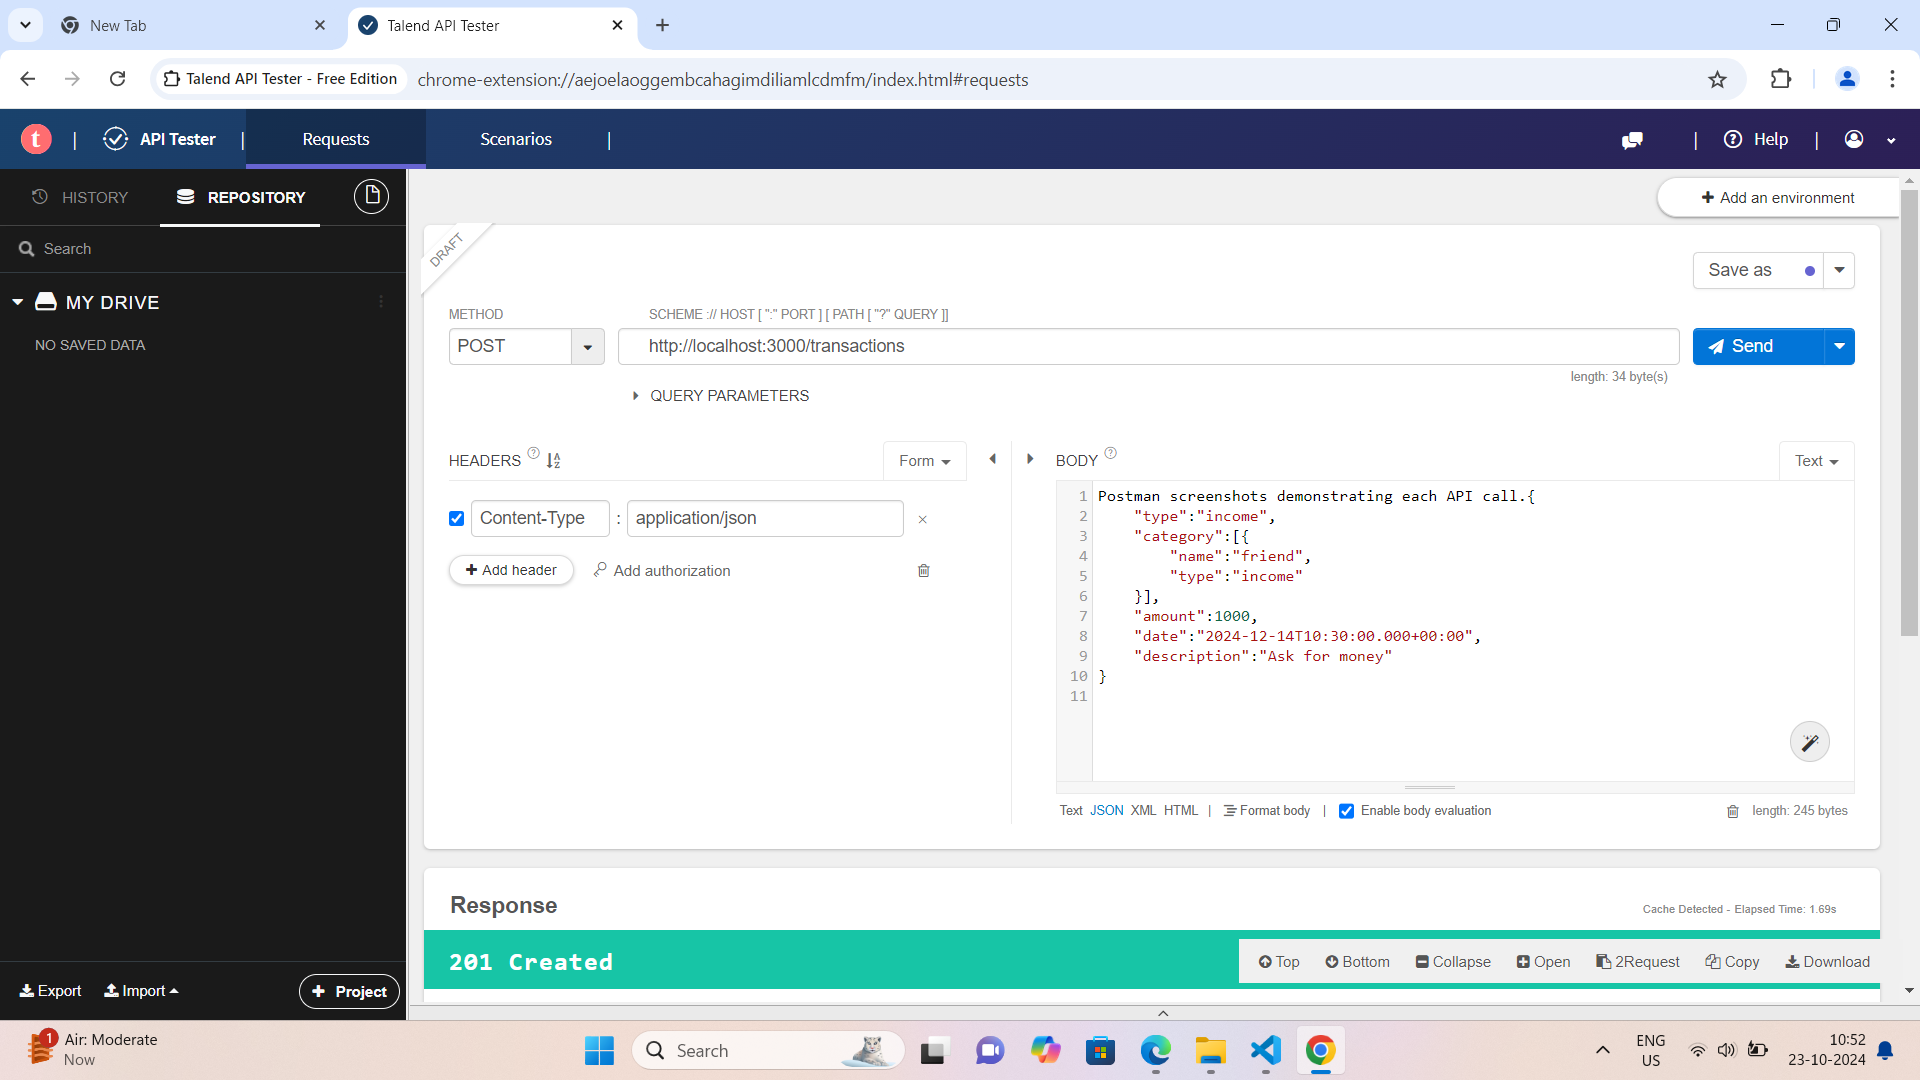 New Tab
Talend API Tester
Talend API Tester - Free Edition
chrome-extension://aejoelaoggembcahagimdiliamlcdmfm/index.html#requests
t | API Tester | Requests Scenarios |
| Help |
HISTORY REPOSITORY
Search
MY DRIVE
NO SAVED DATA
+ Add an environment
DRAFT
Save as
METHOD
SCHEME :// HOST [ ":" PORT ] [ PATH [ "?" QUERY ]]
POST
http://localhost:3000/transactions
Send
length: 34 byte(s)
QUERY PARAMETERS
HEADERS ? Form
Content-Type : application/json ×
+ Add header
Add authorization
BODY ? Text
1 Postman screenshots demonstrating each API call.{
2 "type":"income",
3 "category":[{
4 "name":"friend",
5 "type":"income"
6 }],
7 "amount":1000,
8 "date":"2024-12-14T10:30:00.000+00:00",
9 "description":"Ask for money"
10 }
11
Text JSON XML HTML | Format body | Enable body evaluation length: 245 bytes
Response
Cache Detected - Elapsed Time: 1.69s
201 Created
Top Bottom Collapse Open 2Request Copy Download
Export Import + Project
1
Air: Moderate
Now
Search
ENG
US
10:52
23-10-2024